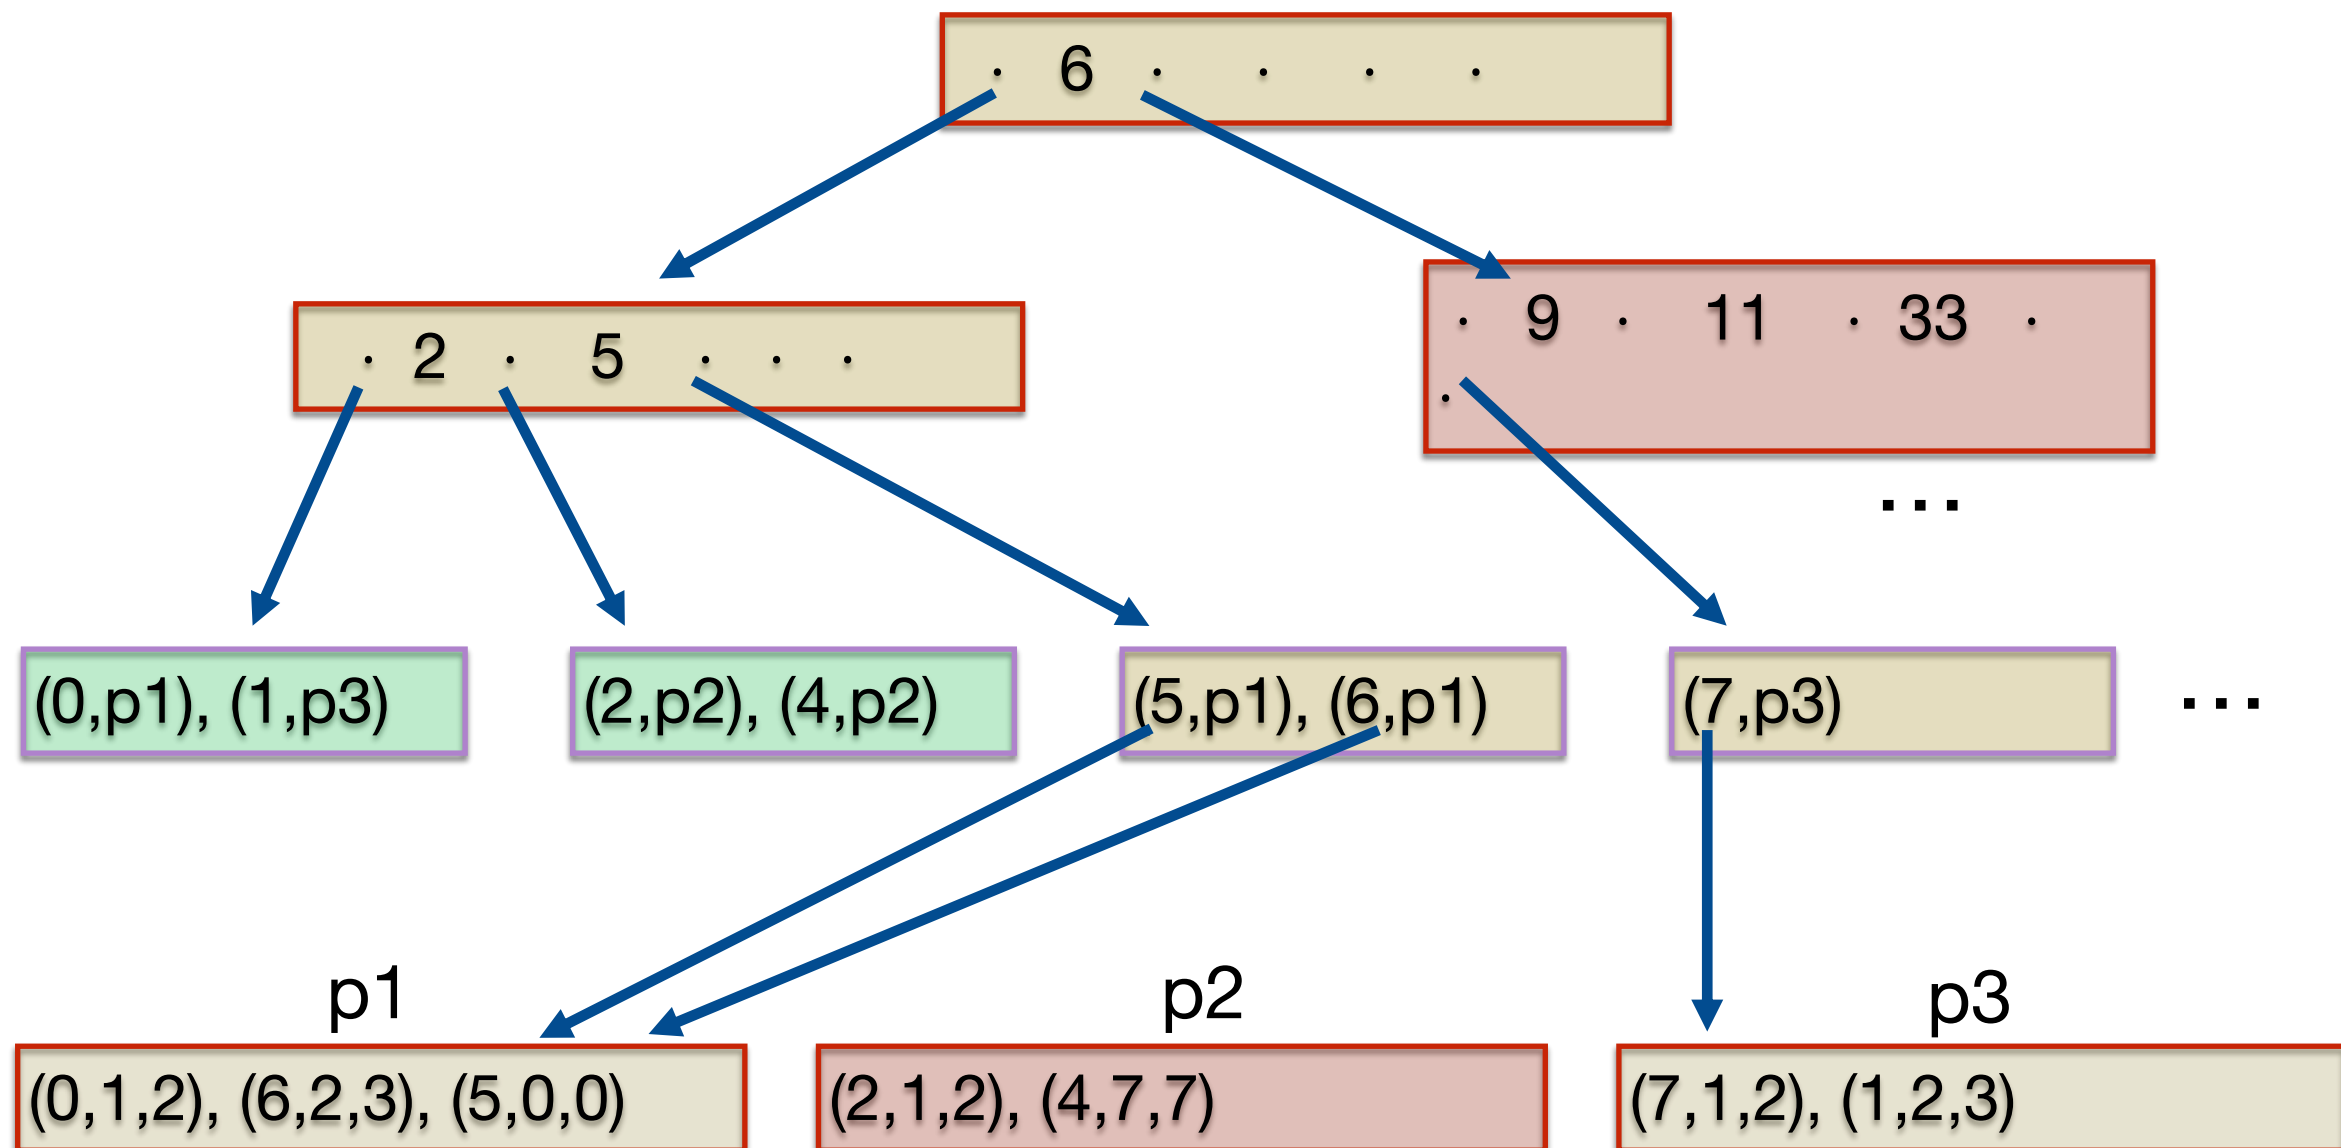 · 6 · · · ·
· 2 · 5 · · ·
· 9 · 11 · 33 ·
·
...
(0,p1), (1,p3)
(2,p2), (4,p2)
(5,p1), (6,p1)
(7,p3)
...
p1
p2
p3
(0,1,2), (6,2,3), (5,0,0)
(2,1,2), (4,7,7)
(7,1,2), (1,2,3)